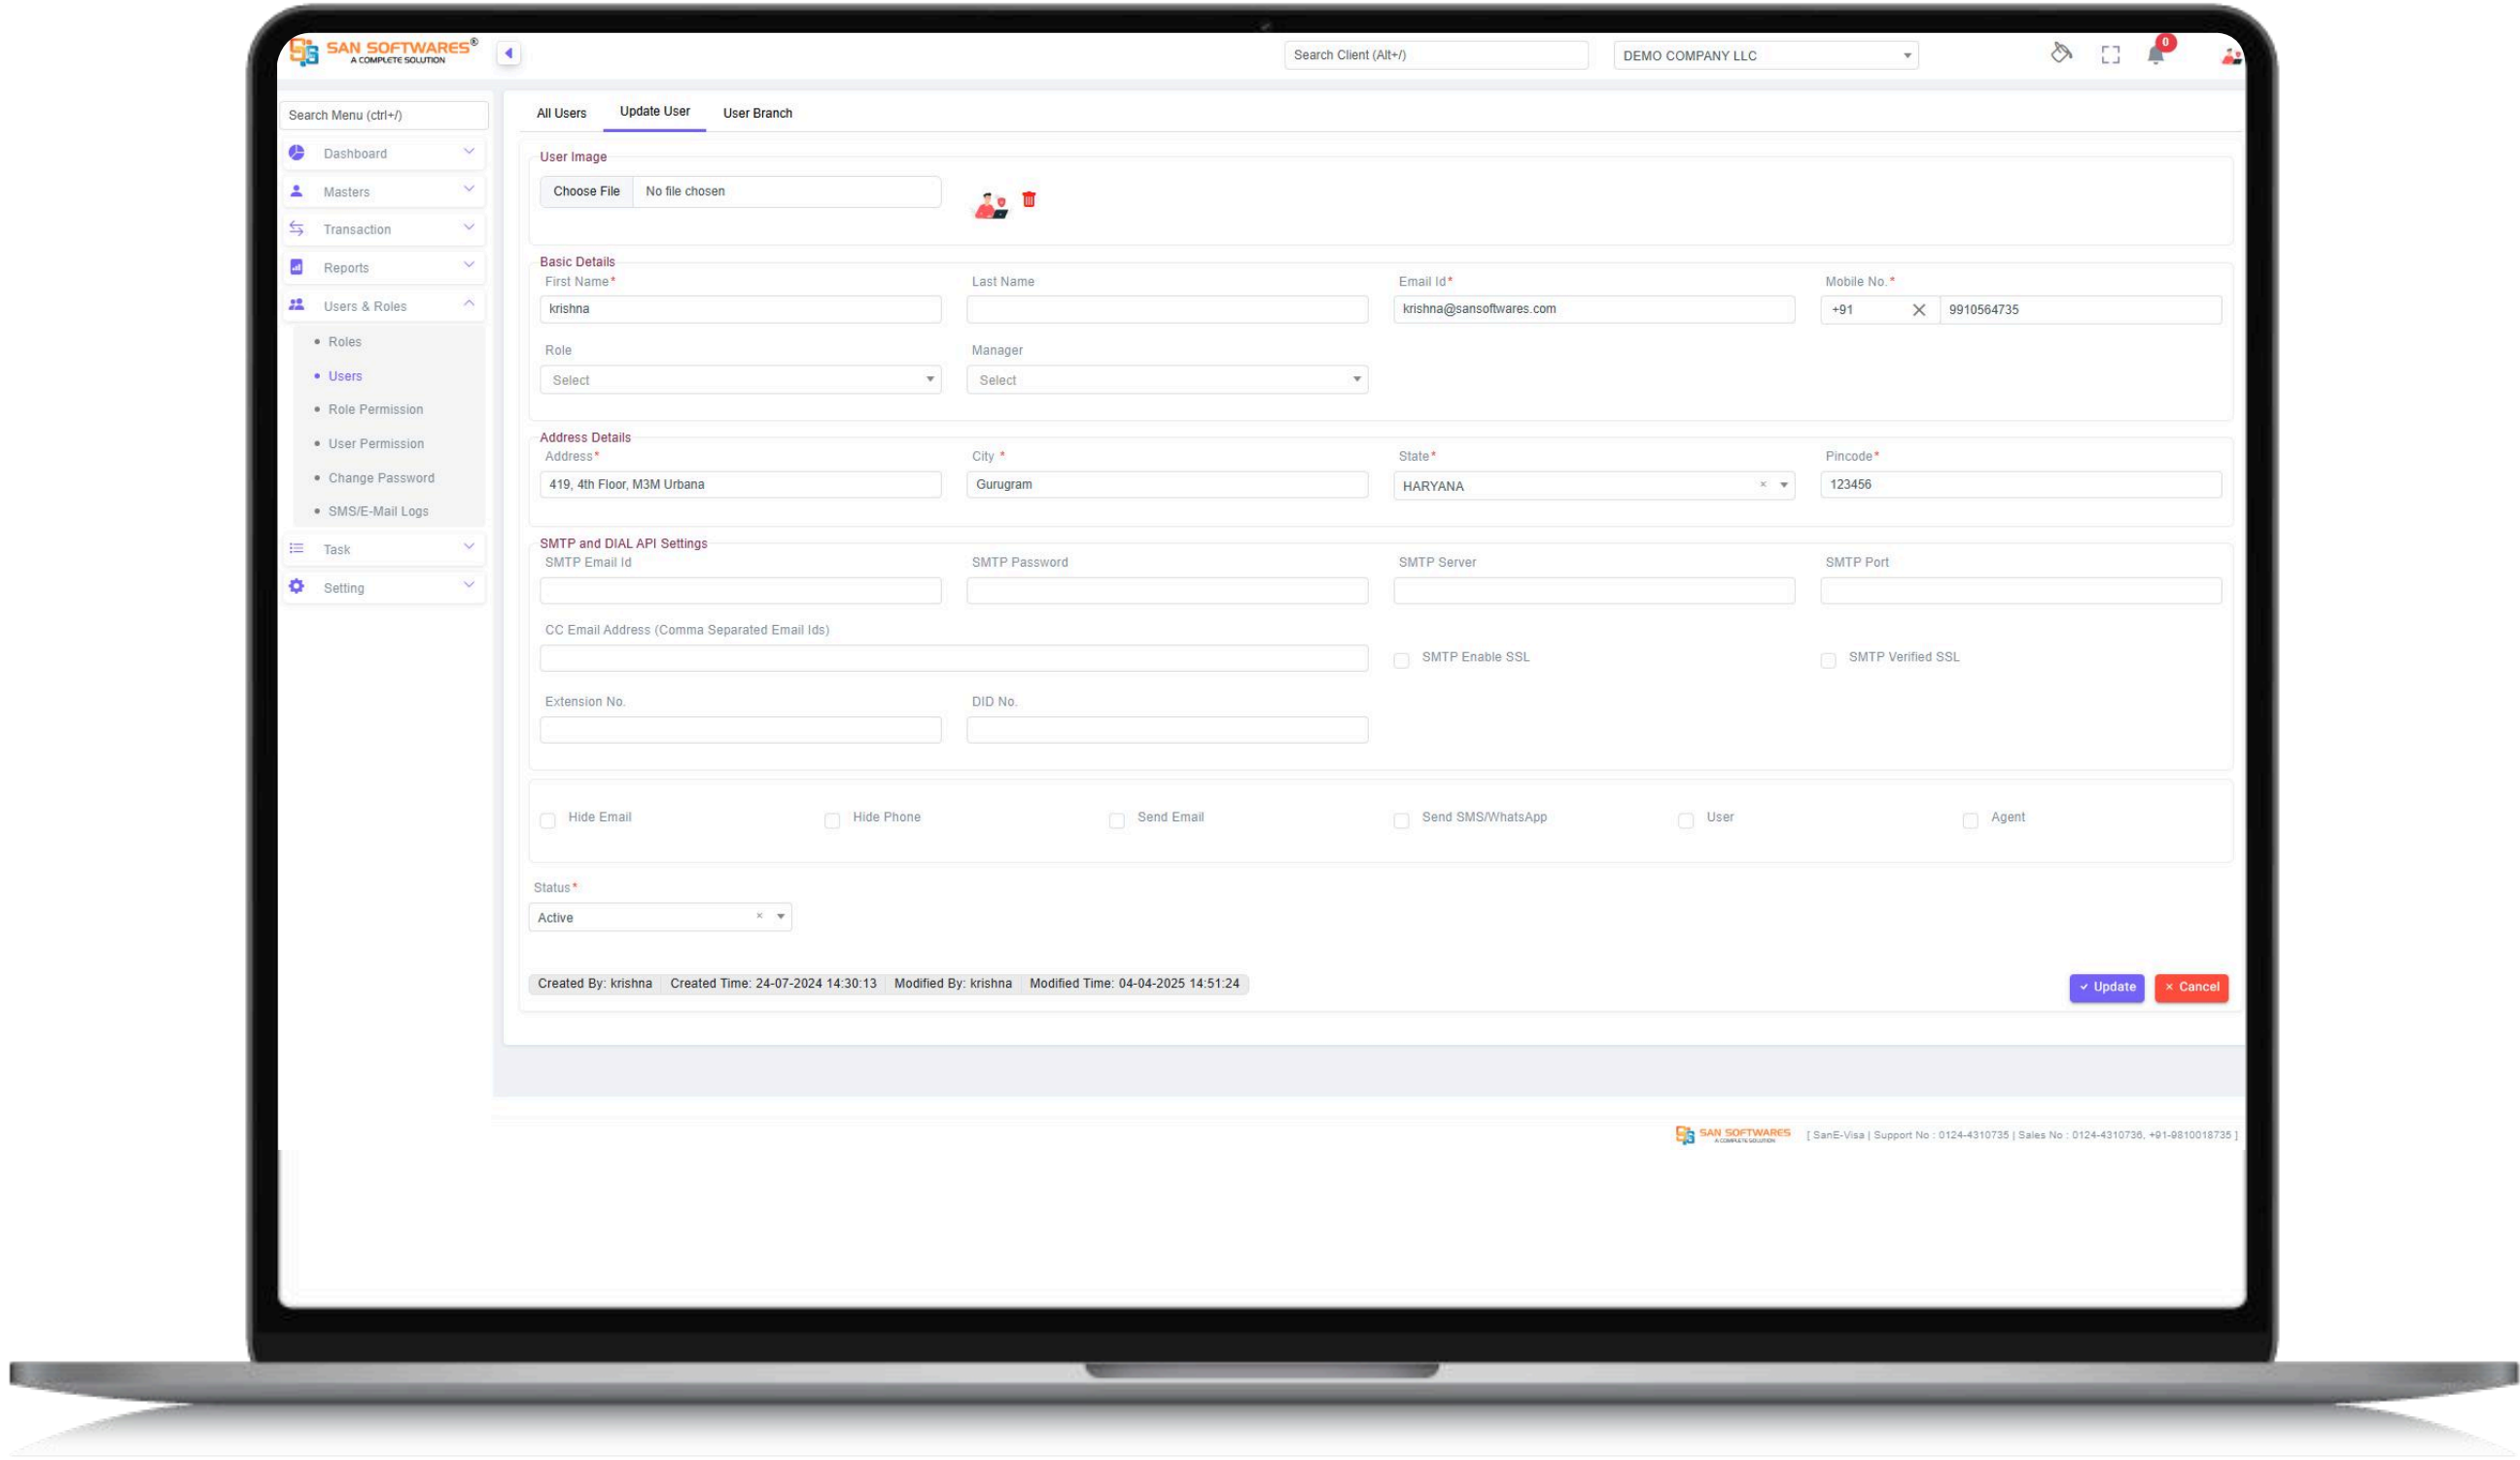 SAN SOFTWARES®
A COMPLETE SOLUTION
Search Client (Alt+/)
DEMO COMPANY LLC
0
Search Menu (ctrl+/)
Dashboard
Masters
Transaction
Reports
Users & Roles
Roles
Users
Role Permission
User Permission
Change Password
SMS/E-Mail Logs
Task
Setting
All Users Update User User Branch
User Image
Choose File No file chosen
Basic Details
First Name* Last Name Email Id* Mobile No.*
krishna krishna@sansoftwares.com +91 9910564735
Role Manager
Select Select
Address Details
Address* City * State* Pincode*
419, 4th Floor, M3M Urbana Gurugram HARYANA 123456
SMTP and DIAL API Settings
SMTP Email Id SMTP Password SMTP Server SMTP Port
CC Email Address (Comma Separated Email Ids)
SMTP Enable SSL SMTP Verified SSL
Extension No. DID No.
Hide Email Hide Phone Send Email Send SMS/WhatsApp User Agent
Status*
Active
Created By: krishna Created Time: 24-07-2024 14:30:13 Modified By: krishna Modified Time: 04-04-2025 14:51:24
Update Cancel
SAN SOFTWARES
A COMPLETE SOLUTION
[ SanE-Visa | Support No : 0124-4310735 | Sales No : 0124-4310736, +91-9810018735 ]